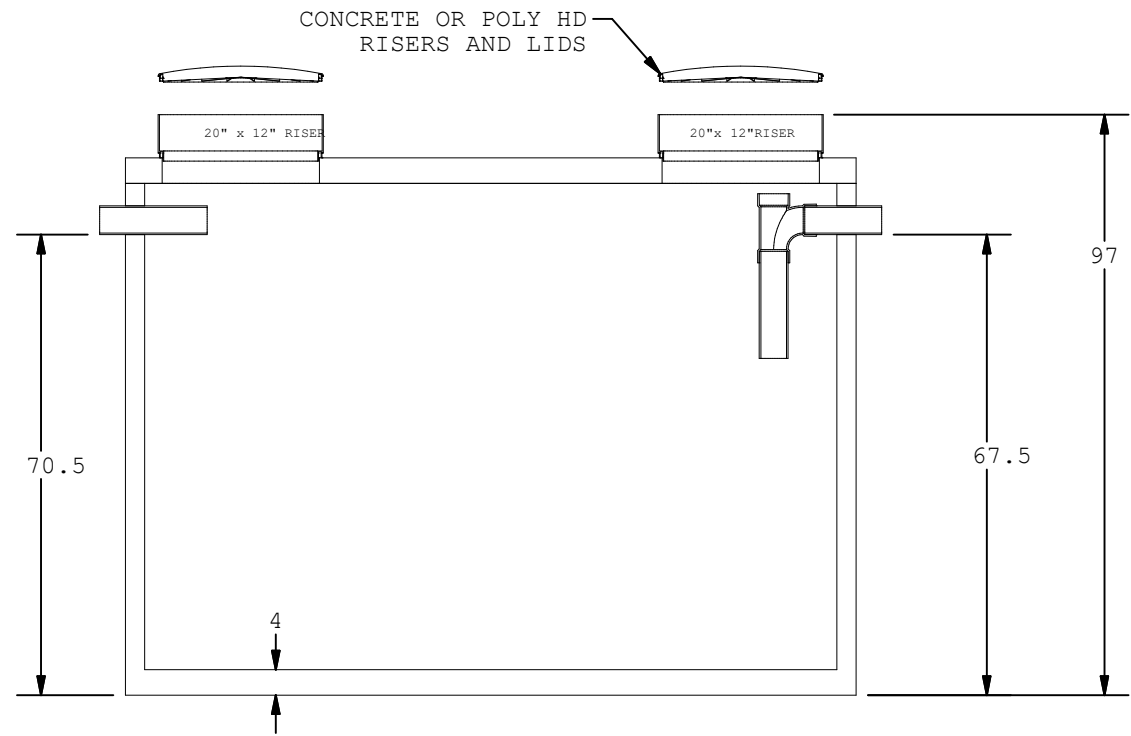 CONCRETE OR POLY HD
RISERS AND LIDS
20" x 12" RISER
20"x 12"RISER
97
70.5
67.5
4